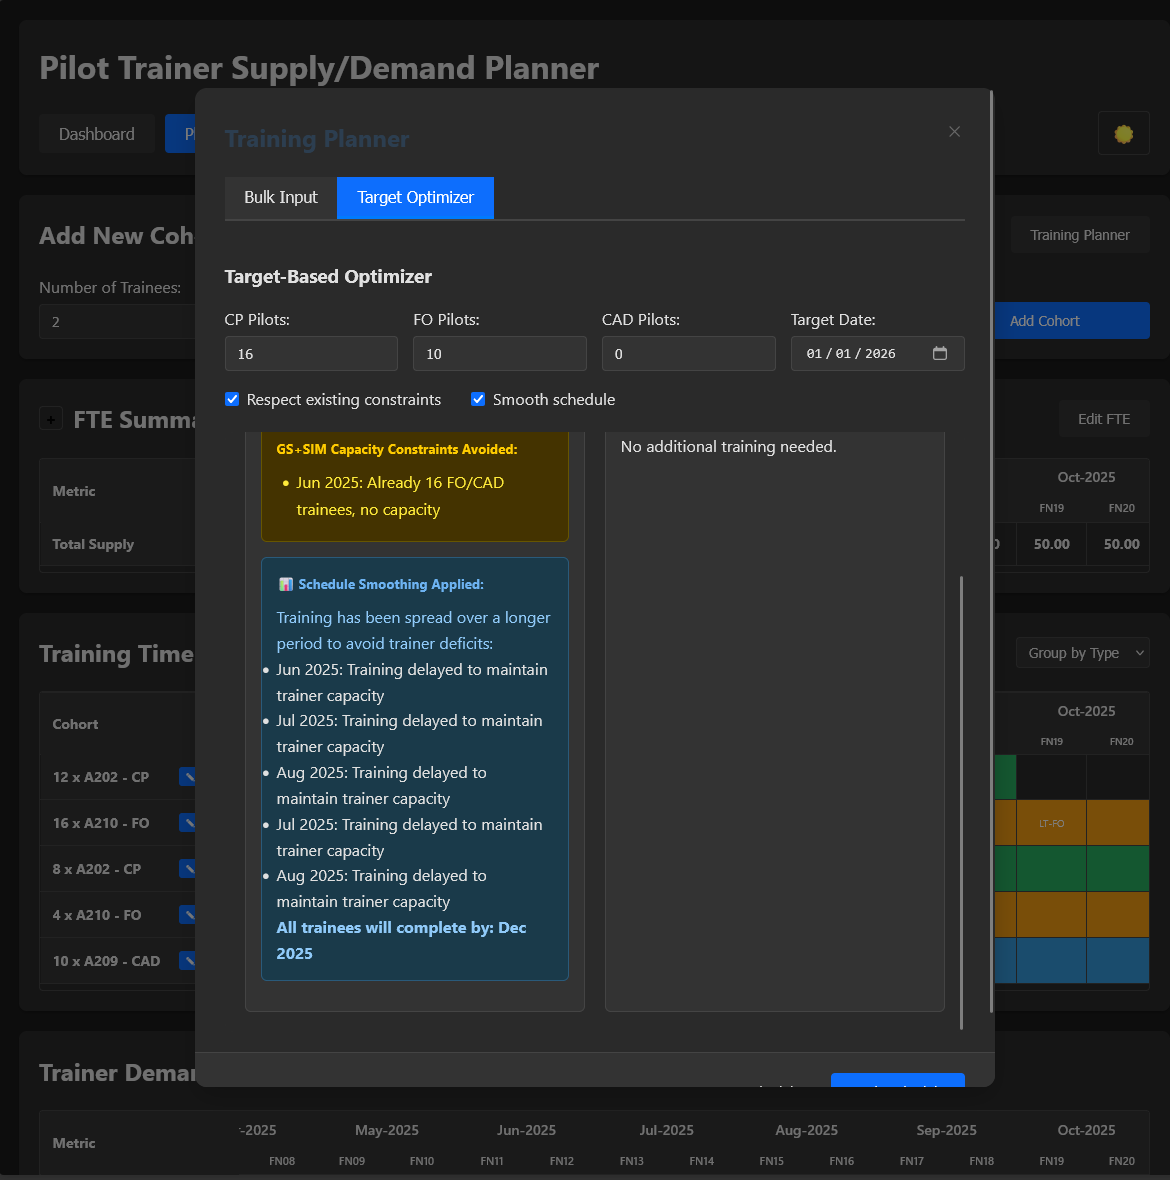 Pilot Trainer Supply/Demand Planner
Dashboard
Training Planner
Bulk Input
Target Optimizer
Add New Coh
Training Planner
Number of Trainees:
2
Add Cohort
Target-Based Optimizer
CP Pilots:
FO Pilots:
CAD Pilots:
Target Date:
16
10
0
01/01/2026
Respect existing constraints
Smooth schedule
+ FTE Summa
Edit FTE
Metric
Oct-2025
FN19
FN20
Total Supply
50.00
50.00
GS+SIM Capacity Constraints Avoided:
Jun 2025: Already 16 FO/CAD
trainees, no capacity
No additional training needed.
Schedule Smoothing Applied:
Training has been spread over a longer
period to avoid trainer deficits:
Jun 2025: Training delayed to maintain
trainer capacity
Jul 2025: Training delayed to maintain
trainer capacity
Aug 2025: Training delayed to
maintain trainer capacity
Jul 2025: Training delayed to maintain
trainer capacity
Aug 2025: Training delayed to
maintain trainer capacity
All trainees will complete by: Dec
2025
Training Time
Group by Type
Cohort
Oct-2025
FN19
FN20
12 x A202 - CP
16 x A210 - FO
LT-FO
8 x A202 - CP
4 x A210 - FO
10 x A209 - CAD
Trainer Deman
Metric
-2025
May-2025
Jun-2025
Jul-2025
Aug-2025
Sep-2025
Oct-2025
FN08
FN09
FN10
FN11
FN12
FN13
FN14
FN15
FN16
FN17
FN18
FN19
FN20